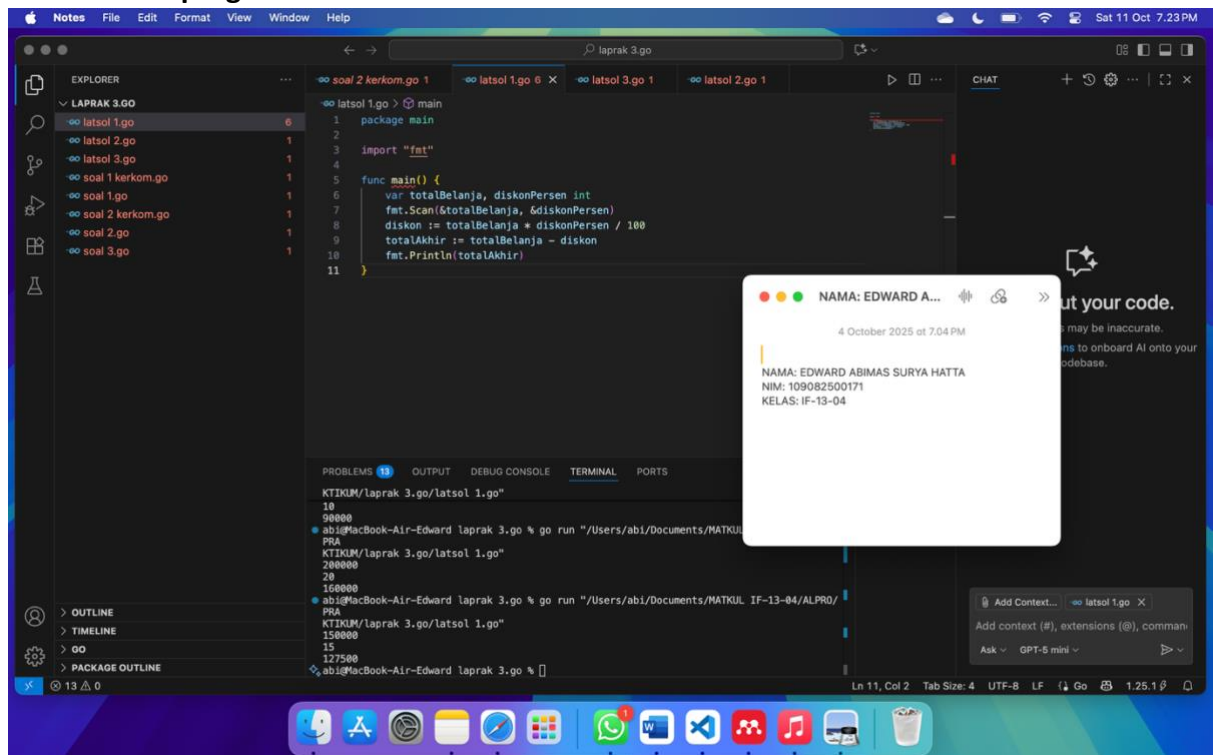 Notes File Edit Format View Window Help Sat 11 Oct 7.23 PM
laprak 3.go
EXPLORER
LAPRAK 3.GO
latsol 1.go 6
latsol 2.go 1
latsol 3.go 1
soal 1 kerkom.go 1
soal 1.go 1
soal 2 kerkom.go 1
soal 2.go 1
soal 3.go 1
OUTLINE
TIMELINE
GO
PACKAGE OUTLINE
soal 2 kerkom.go 1 latsol 1.go 6 latsol 3.go 1 latsol 2.go 1
latsol 1.go > main
1 package main
2
3 import "fmt"
4
5 func main() {
6 var totalBelanja, diskonPersen int
7 fmt.Scan(&totalBelanja, &diskonPersen)
8 diskon := totalBelanja * diskonPersen / 100
9 totalAkhir := totalBelanja - diskon
10 fmt.Println(totalAkhir)
11 }
PROBLEMS 13 OUTPUT DEBUG CONSOLE TERMINAL PORTS
KTIKUM/laprak 3.go/latsol 1.go"
10
90000
abi@MacBook-Air-Edward laprak 3.go % go run "/Users/abi/Documents/MATKUL
PRA
KTIKUM/laprak 3.go/latsol 1.go"
200000
20
160000
abi@MacBook-Air-Edward laprak 3.go % go run "/Users/abi/Documents/MATKUL IF-13-04/ALPRO/
PRA
KTIKUM/laprak 3.go/latsol 1.go"
150000
15
127500
abi@MacBook-Air-Edward laprak 3.go %
NAMA: EDWARD A...
4 October 2025 at 7.04 PM
NAMA: EDWARD ABIMAS SURYA HATTA
NIM: 109082500171
KELAS: IF-13-04
CHAT
ut your code.
s may be inaccurate.
ns to onboard AI onto your
odebase.
Add Context... latsol 1.go
Add context (#), extensions (@), comman
Ask GPT-5 mini
13 0 Ln 11, Col 2 Tab Size: 4 UTF-8 LF Go 1.25.1
1